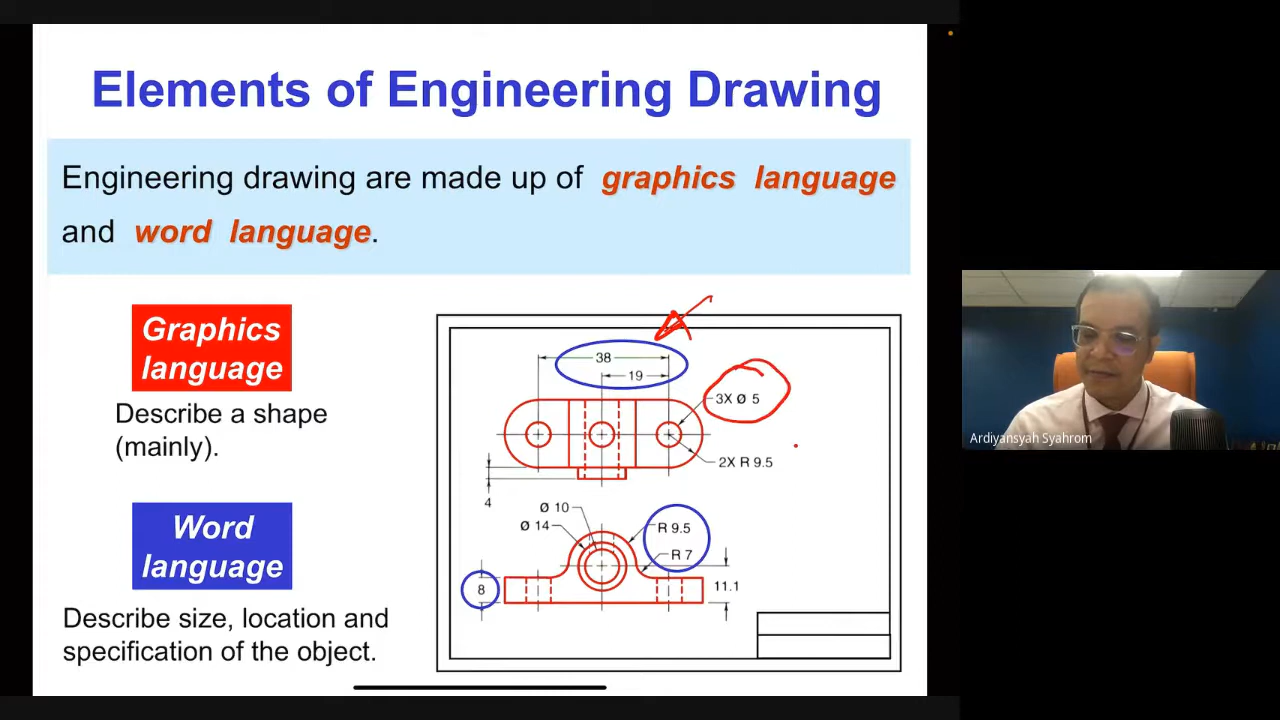 Elements of Engineering Drawing
Engineering drawing are made up of graphics language
and word language.
Graphics
language
Describe a shape
(mainly).
Word
language
Describe size, location and
specification of the object.
38
19
3X Ø 5
2X R 9.5
4
Ø 10
Ø 14
R 9.5
R 7
8
11.1
Ardiyansyah Syahrom